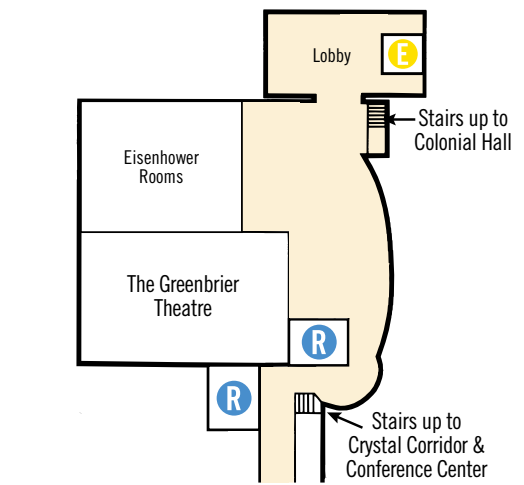 Lobby
E
Stairs up to
Colonial Hall
Eisenhower
Rooms
The Greenbrier
Theatre
R
R
Stairs up to
Crystal Corridor &
Conference Center